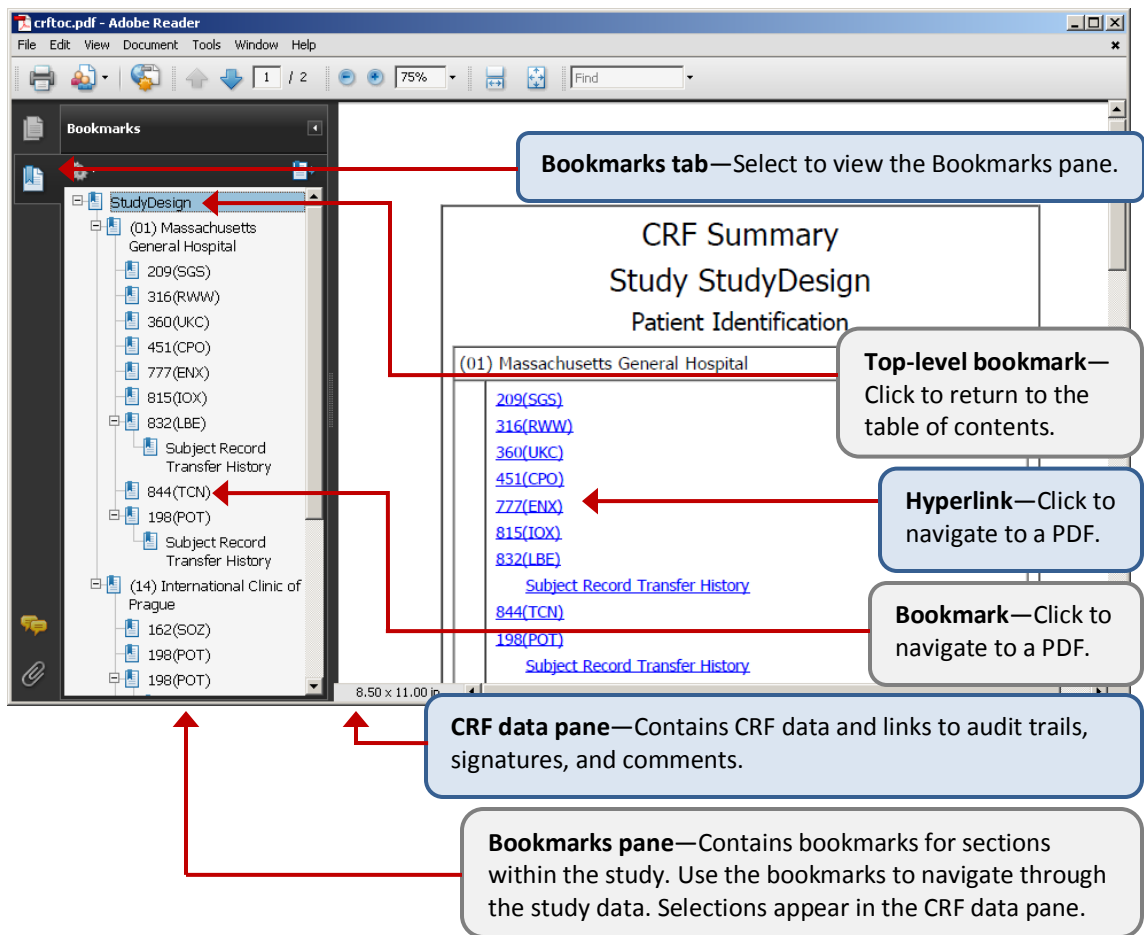 crftoc.pdf - Adobe Reader
File Edit View Document Tools Window Help
1 / 2 75% Find
Bookmarks
StudyDesign
(01) Massachusetts
General Hospital
209(SGS)
316(RWW)
360(UKC)
451(CPO)
777(ENX)
815(IOX)
832(LBE)
Subject Record
Transfer History
844(TCN)
198(POT)
Subject Record
Transfer History
(14) International Clinic of
Prague
162(SOZ)
198(POT)
198(POT)
8.50 x 11.00 in
CRF Summary
Study StudyDesign
Patient Identification
(01) Massachusetts General Hospital
209(SGS)
316(RWW)
360(UKC)
451(CPO)
777(ENX)
815(IOX)
832(LBE)
Subject Record Transfer History
844(TCN)
198(POT)
Subject Record Transfer History
Bookmarks tab—Select to view the Bookmarks pane.
Top-level bookmark—
Click to return to the
table of contents.
Hyperlink—Click to
navigate to a PDF.
Bookmark—Click to
navigate to a PDF.
CRF data pane—Contains CRF data and links to audit trails,
signatures, and comments.
Bookmarks pane—Contains bookmarks for sections
within the study. Use the bookmarks to navigate through
the study data. Selections appear in the CRF data pane.